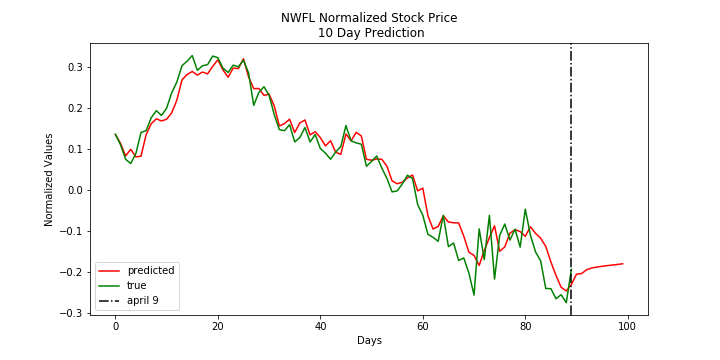 NWFL Normalized Stock Price
10 Day Prediction
Normalized Values
0.3
0.2
0.1
0.0
−0.1
−0.2
−0.3
predicted
true
april 9
0 20 40 60 80 100
Days